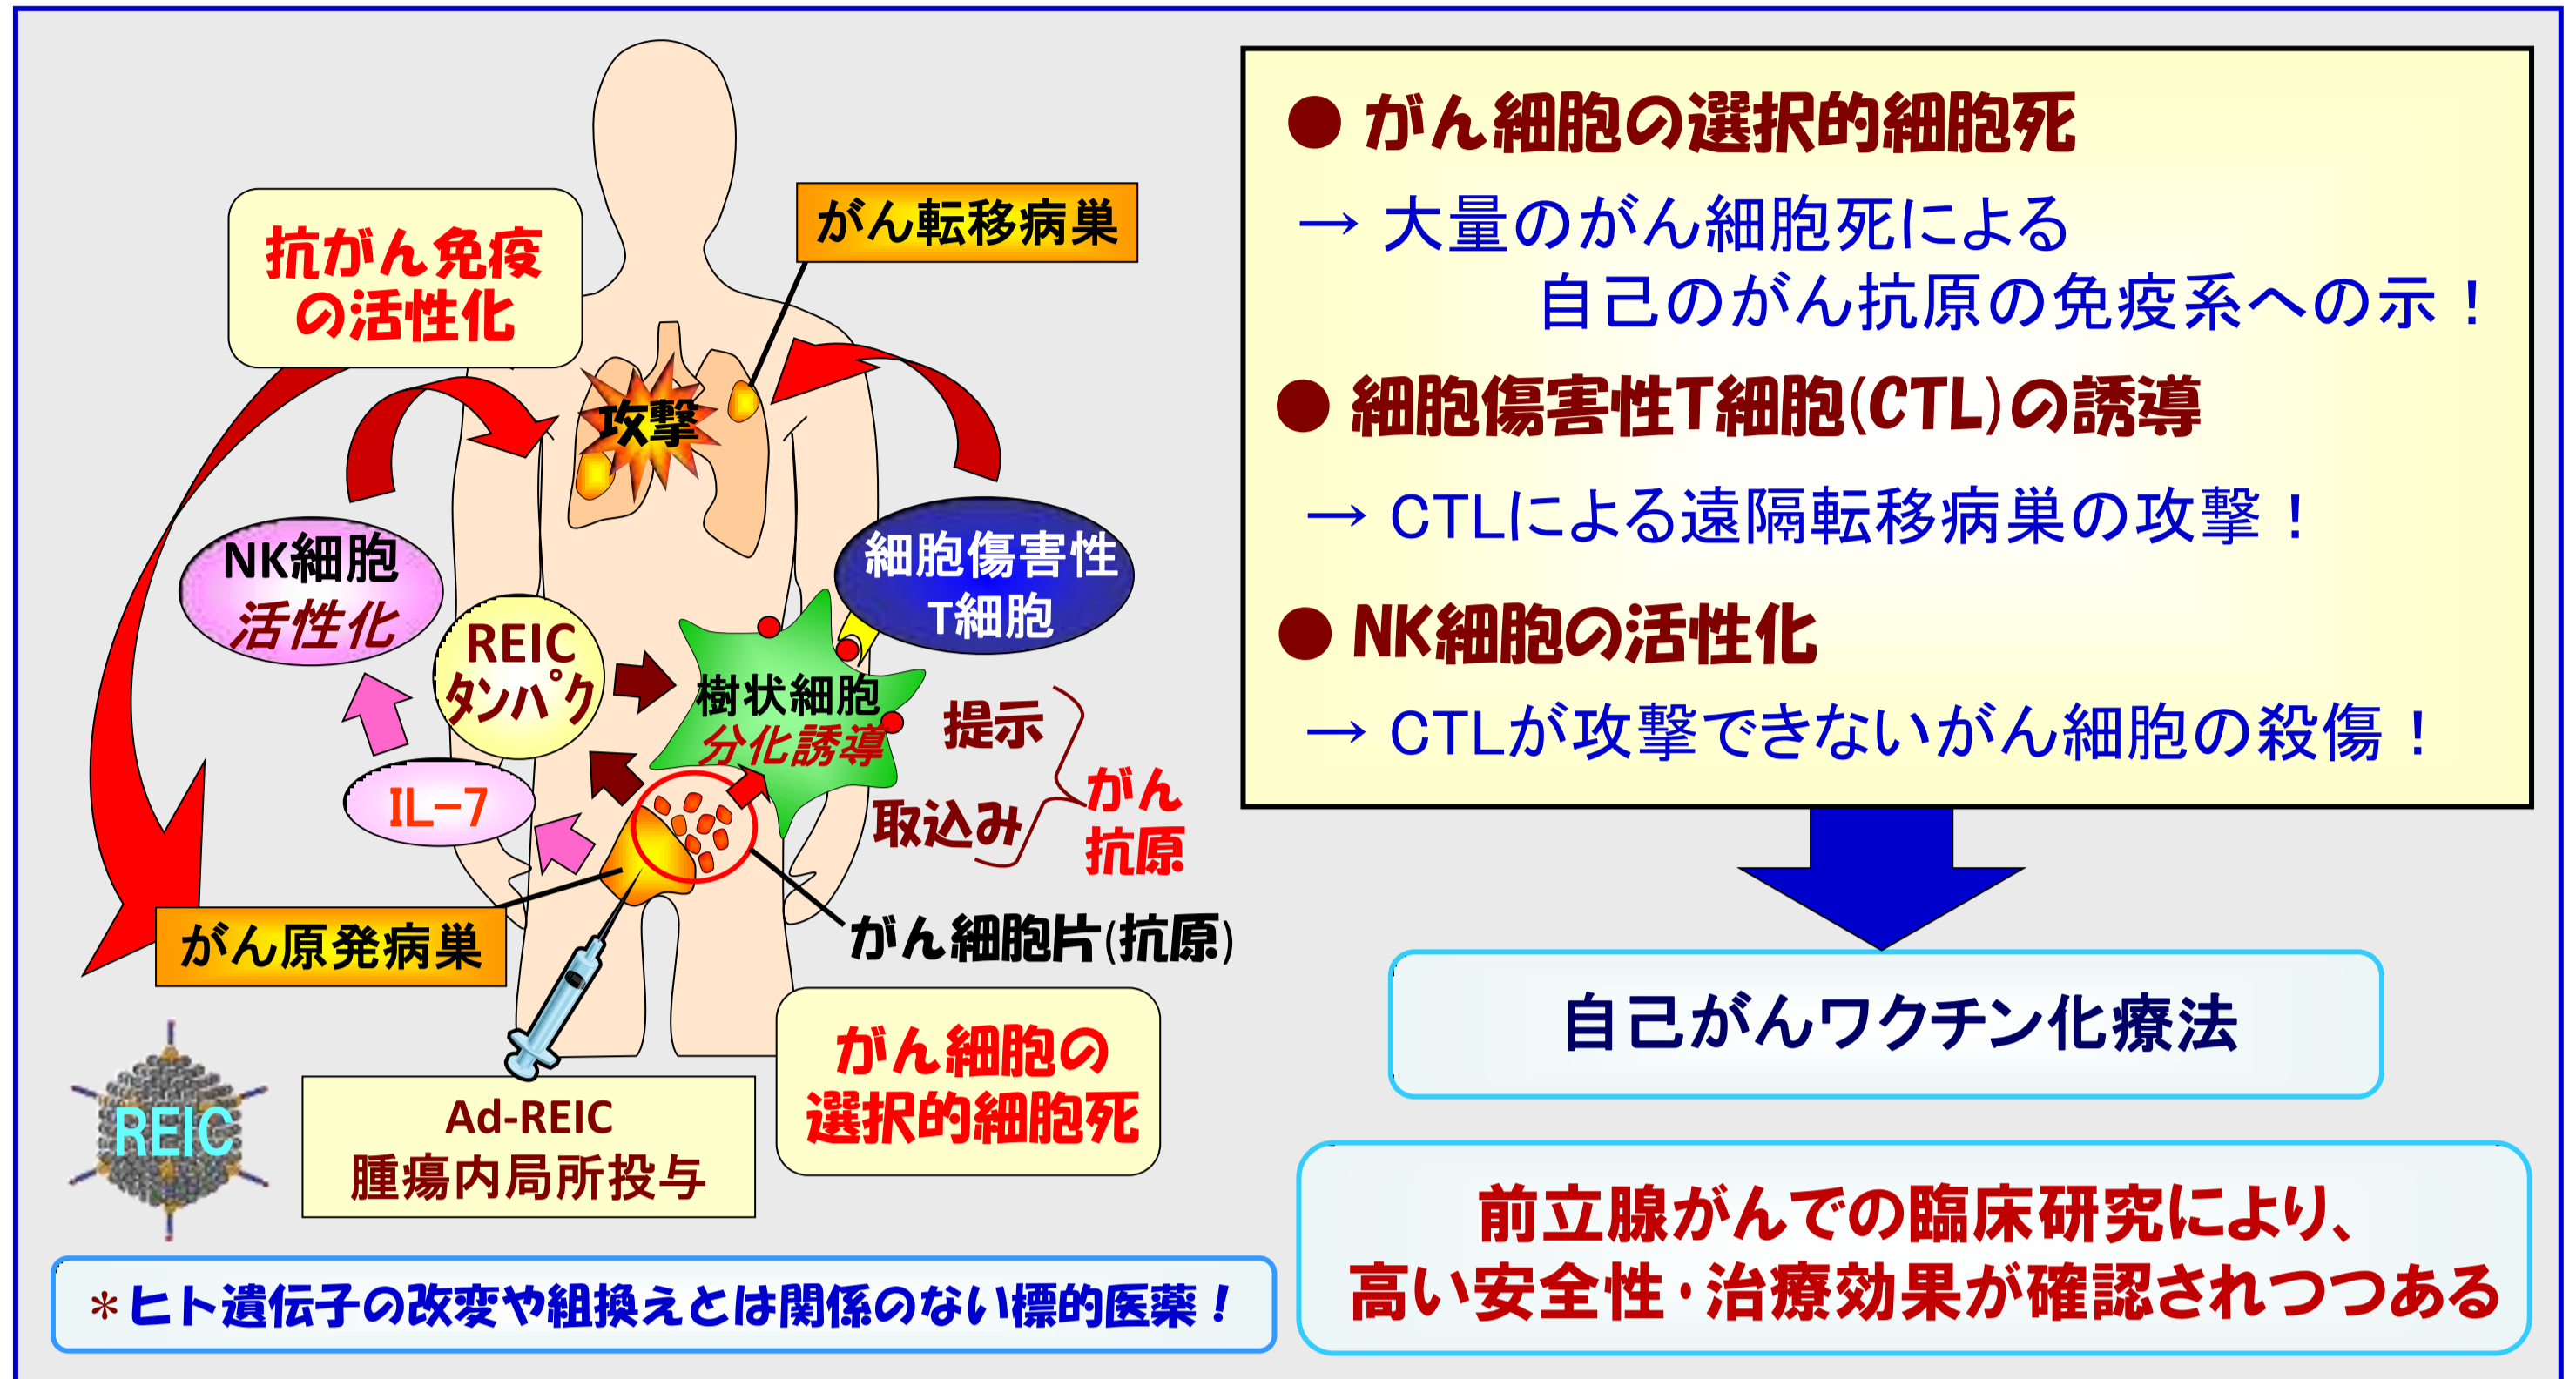 抗がん免疫
の活性化
がん転移病巣
攻撃
NK細胞
活性化
細胞傷害性
T細胞
REIC
タンパク
樹状細胞
分化誘導
提示
取込み
がん
抗原
IL-7
がん原発病巣
がん細胞片(抗原)
がん細胞の
選択的細胞死
REIC
Ad-REIC
腫瘍内局所投与
*ヒト遺伝子の改変や組換えとは関係のない標的医薬!
● がん細胞の選択的細胞死
→ 大量のがん細胞死による
自己のがん抗原の免疫系への示!
● 細胞傷害性T細胞(CTL)の誘導
→ CTLによる遠隔転移病巣の攻撃!
● NK細胞の活性化
→ CTLが攻撃できないがん細胞の殺傷!
自己がんワクチン化療法
前立腺がんでの臨床研究により、
高い安全性・治療効果が確認されつつある